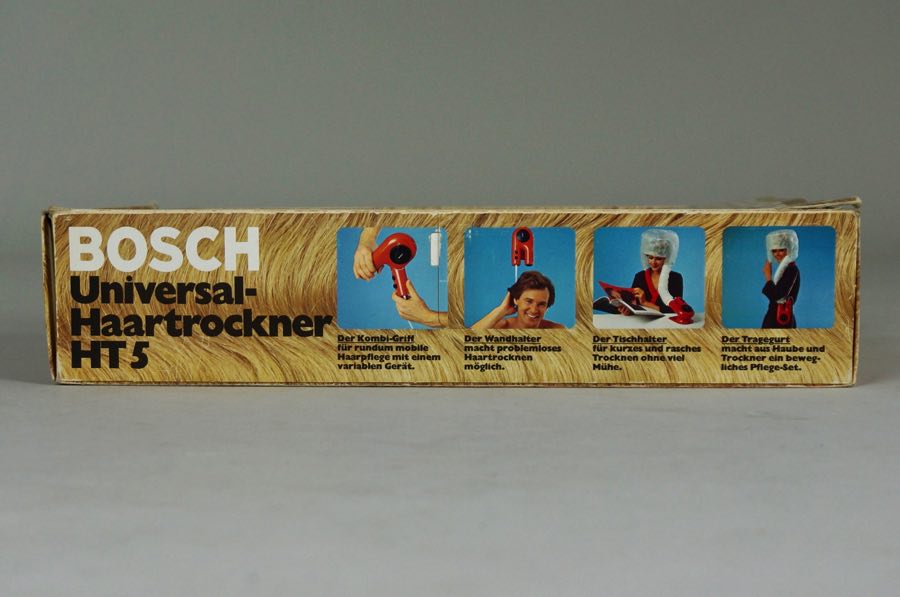 BOSCH
Universal-
Haartrockner
HT5
Der Kombi-Griff
für rundum mobile
Haarpflege mit einem
variablen Gerät.
Der Wandhalter
macht problemloses
Haartrocknen
möglich.
Der Tischhalter
für kurzes und rasches
Trocknen ohne viel
Mühe.
Der Tragegurt
macht aus Haube und
Trockner ein beweg-
liches Pflege-Set.